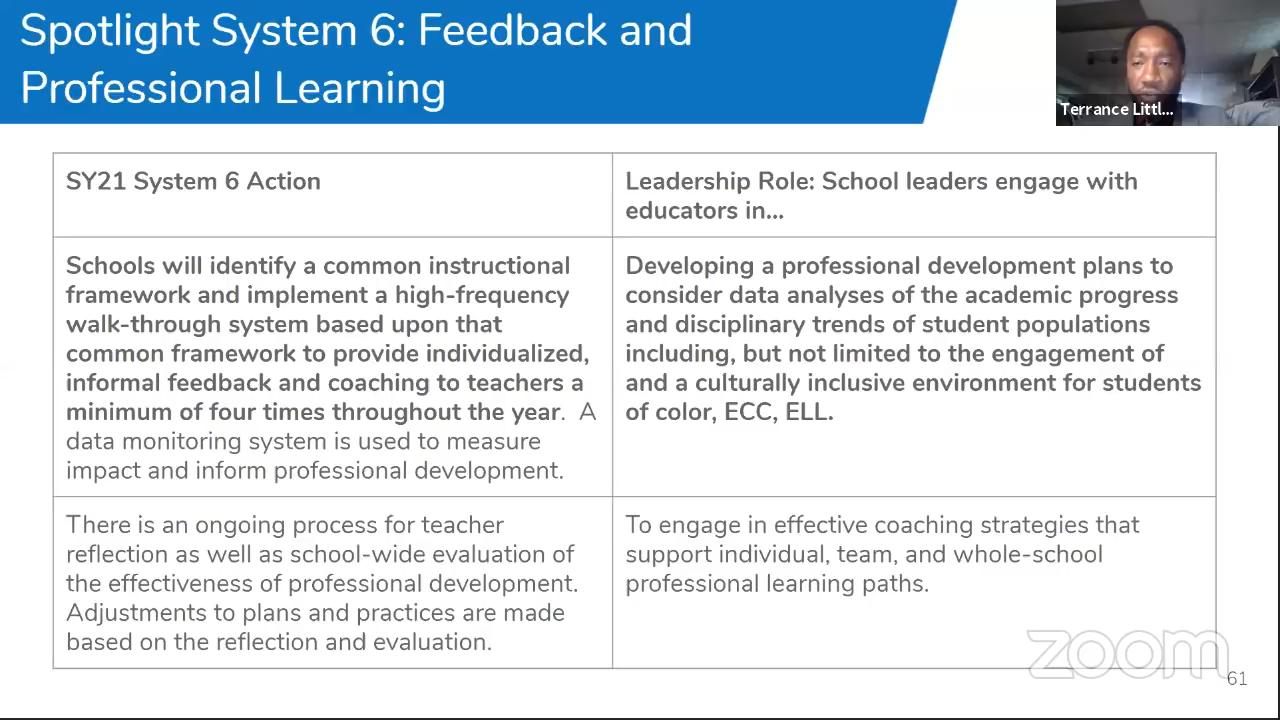 Spotlight System 6: Feedback and
Professional Learning
Terrance Littl...
SY21 System 6 Action
Leadership Role: School leaders engage with
educators in...
Schools will identify a common instructional
framework and implement a high-frequency
walk-through system based upon that
common framework to provide individualized,
informal feedback and coaching to teachers a
minimum of four times throughout the year. A
data monitoring system is used to measure
impact and inform professional development.
Developing a professional development plans to
consider data analyses of the academic progress
and disciplinary trends of student populations
including, but not limited to the engagement of
and a culturally inclusive environment for students
of color, ECC, ELL.
There is an ongoing process for teacher
reflection as well as school-wide evaluation of
the effectiveness of professional development.
Adjustments to plans and practices are made
based on the reflection and evaluation.
To engage in effective coaching strategies that
support individual, team, and whole-school
professional learning paths.
zoom
61